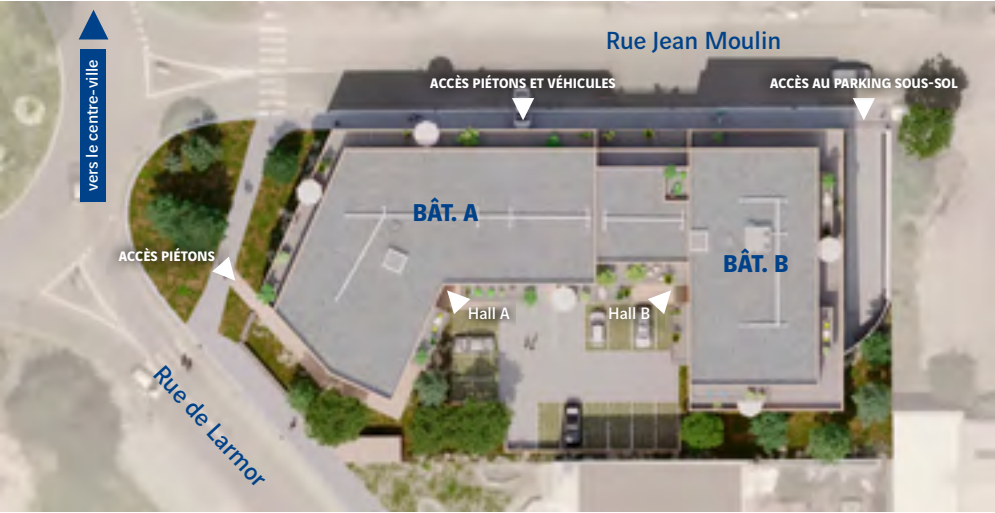 Rue Jean Moulin
vers le centre-ville
ACCÈS PIÉTONS ET VÉHICULES
ACCÈS AU PARKING SOUS-SOL
BÂT. A
ACCÈS PIÉTONS
BÂT. B
Hall A
Hall B
Rue de Larmor